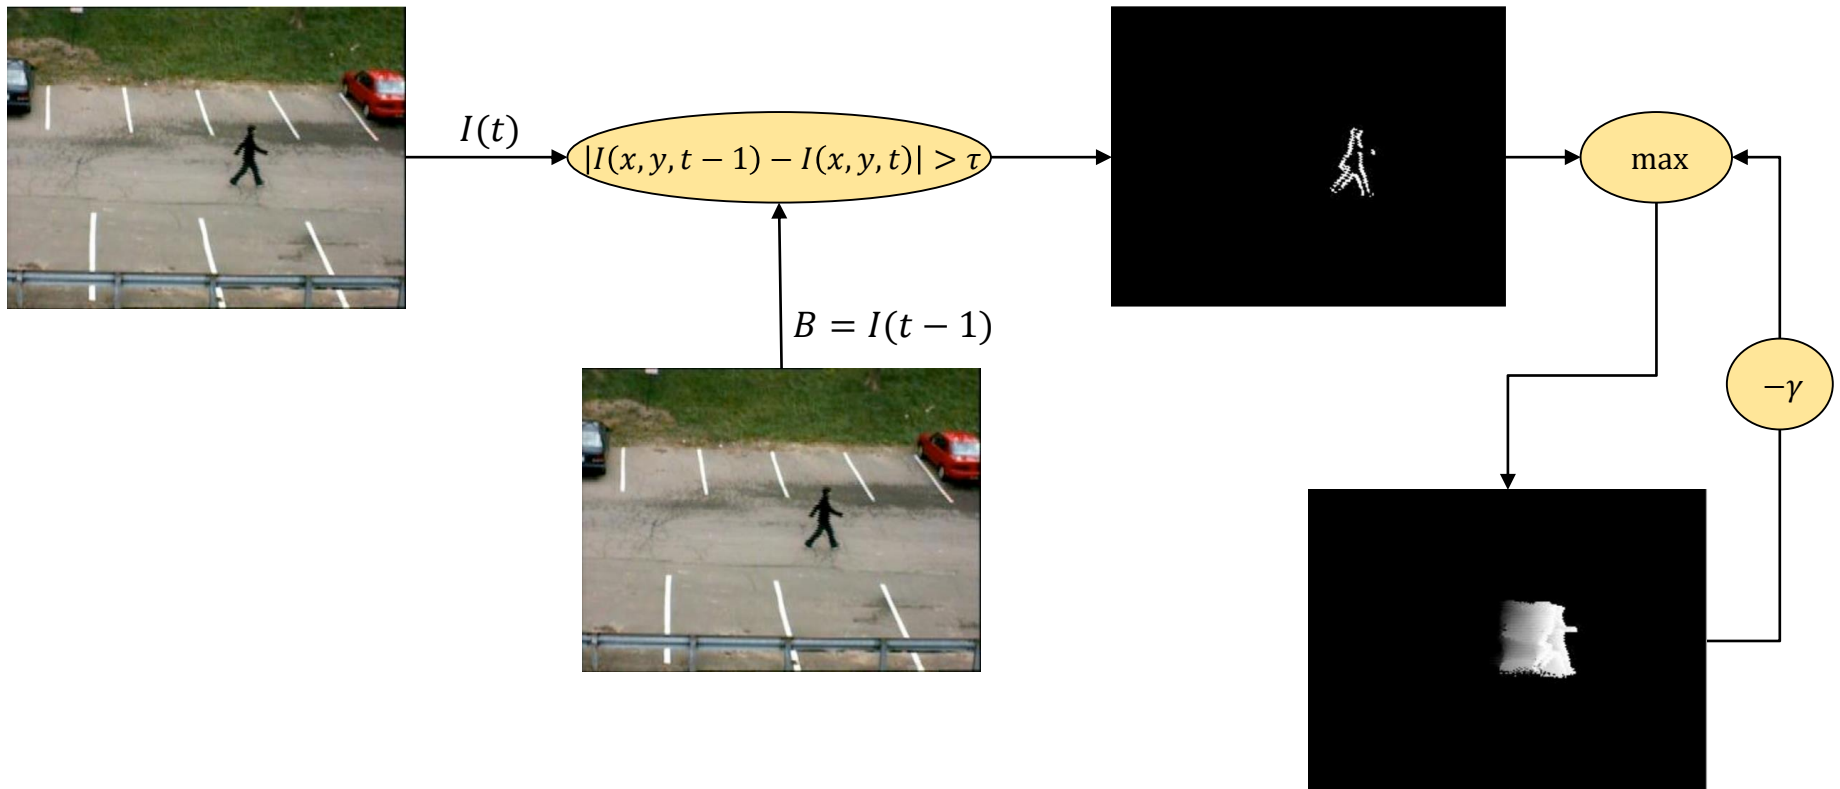 I(t)
|I(x, y, t − 1) − I(x, y, t)| > τ
max
B = I(t − 1)
−γ